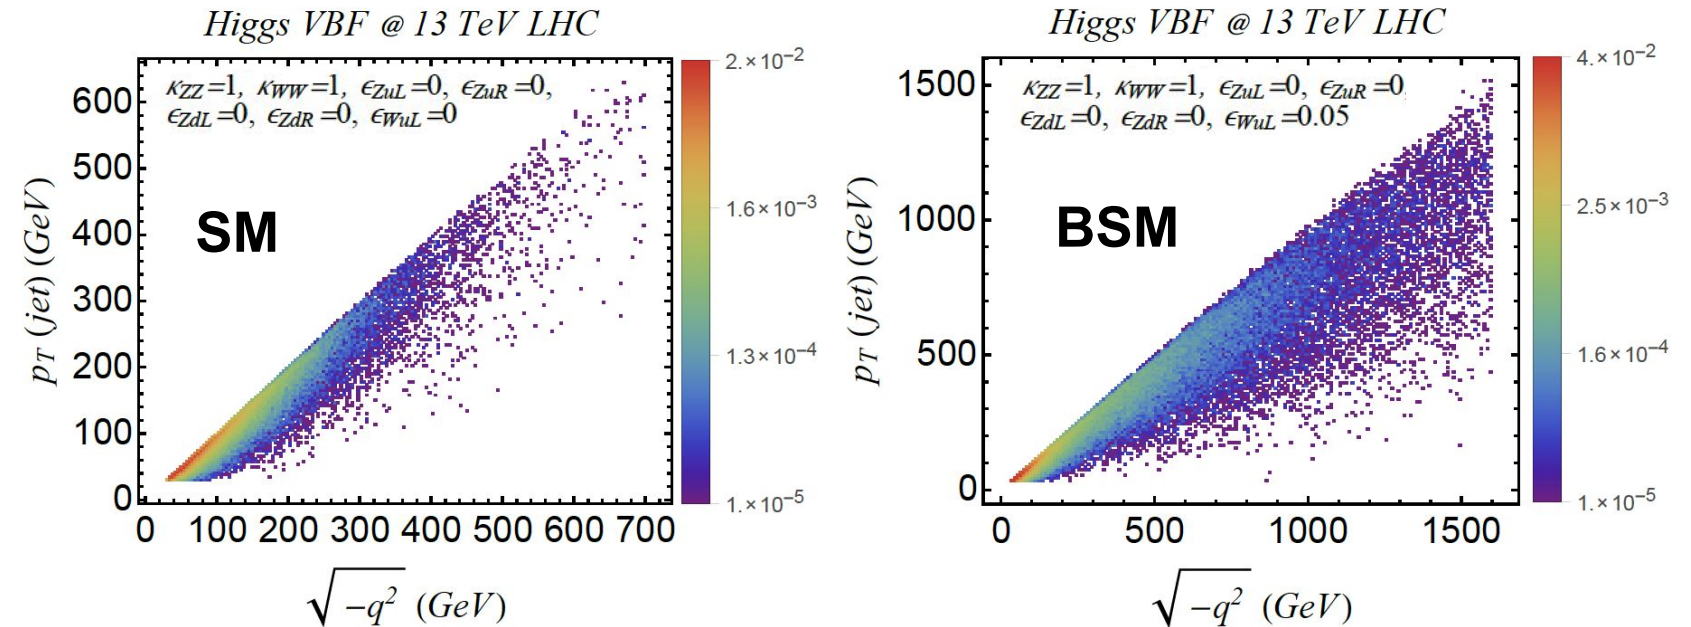 Higgs VBF @ 13 TeV LHC
κZZ=1, κWW=1, ϵZuL=0, ϵZuR=0,
ϵZdL=0, ϵZdR=0, ϵWuL=0
SM
pT (jet) (GeV)
600
500
400
300
200
100
0
0 100 200 300 400 500 600 700
√−q² (GeV)
2.×10⁻²
1.6×10⁻³
1.3×10⁻⁴
1.×10⁻⁵
Higgs VBF @ 13 TeV LHC
κZZ=1, κWW=1, ϵZuL=0, ϵZuR=0,
ϵZdL=0, ϵZdR=0, ϵWuL=0.05
BSM
pT (jet) (GeV)
1500
1000
500
0
0 500 1000 1500
√−q² (GeV)
4.×10⁻²
2.5×10⁻³
1.6×10⁻⁴
1.×10⁻⁵